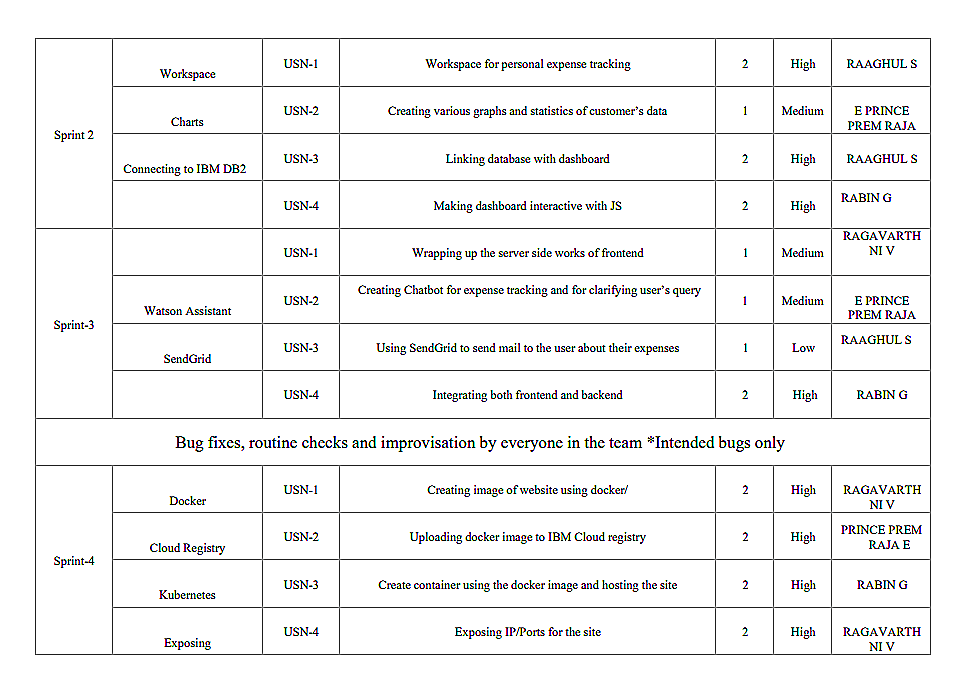 Sprint 2
Workspace
USN-1
Workspace for personal expense tracking
2
High
RAAGHUL S
Charts
USN-2
Creating various graphs and statistics of customer’s data
1
Medium
E PRINCE
PREM RAJA
Connecting to IBM DB2
USN-3
Linking database with dashboard
2
High
RAAGHUL S
USN-4
Making dashboard interactive with JS
2
High
RABIN G
Sprint-3
USN-1
Wrapping up the server side works of frontend
1
Medium
RAGAVARTH
NI V
Watson Assistant
USN-2
Creating Chatbot for expense tracking and for clarifying user’s query
1
Medium
E PRINCE
PREM RAJA
SendGrid
USN-3
Using SendGrid to send mail to the user about their expenses
1
Low
RAAGHUL S
USN-4
Integrating both frontend and backend
2
High
RABIN G
Bug fixes, routine checks and improvisation by everyone in the team *Intended bugs only
Sprint-4
Docker
USN-1
Creating image of website using docker/
2
High
RAGAVARTH
NI V
Cloud Registry
USN-2
Uploading docker image to IBM Cloud registry
2
High
PRINCE PREM
RAJA E
Kubernetes
USN-3
Create container using the docker image and hosting the site
2
High
RABIN G
Exposing
USN-4
Exposing IP/Ports for the site
2
High
RAGAVARTH
NI V